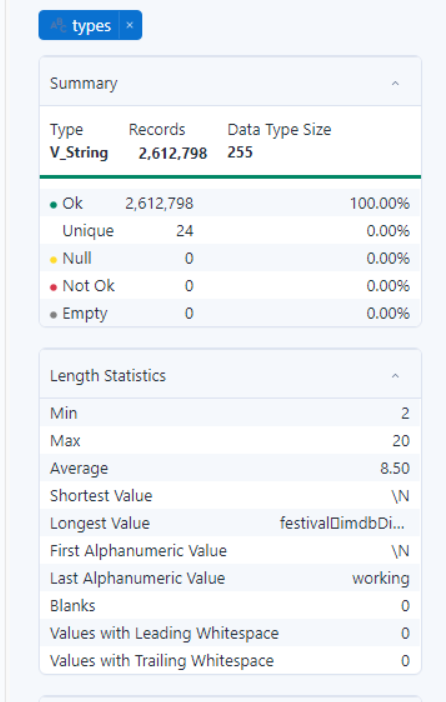 types ×
Summary
Type Records Data Type Size
V_String 2,612,798 255
Ok 2,612,798 100.00%
Unique 24 0.00%
Null 0 0.00%
Not Ok 0 0.00%
Empty 0 0.00%
Length Statistics
Min 2
Max 20
Average 8.50
Shortest Value \N
Longest Value festival▯imdbDi...
First Alphanumeric Value \N
Last Alphanumeric Value working
Blanks 0
Values with Leading Whitespace 0
Values with Trailing Whitespace 0